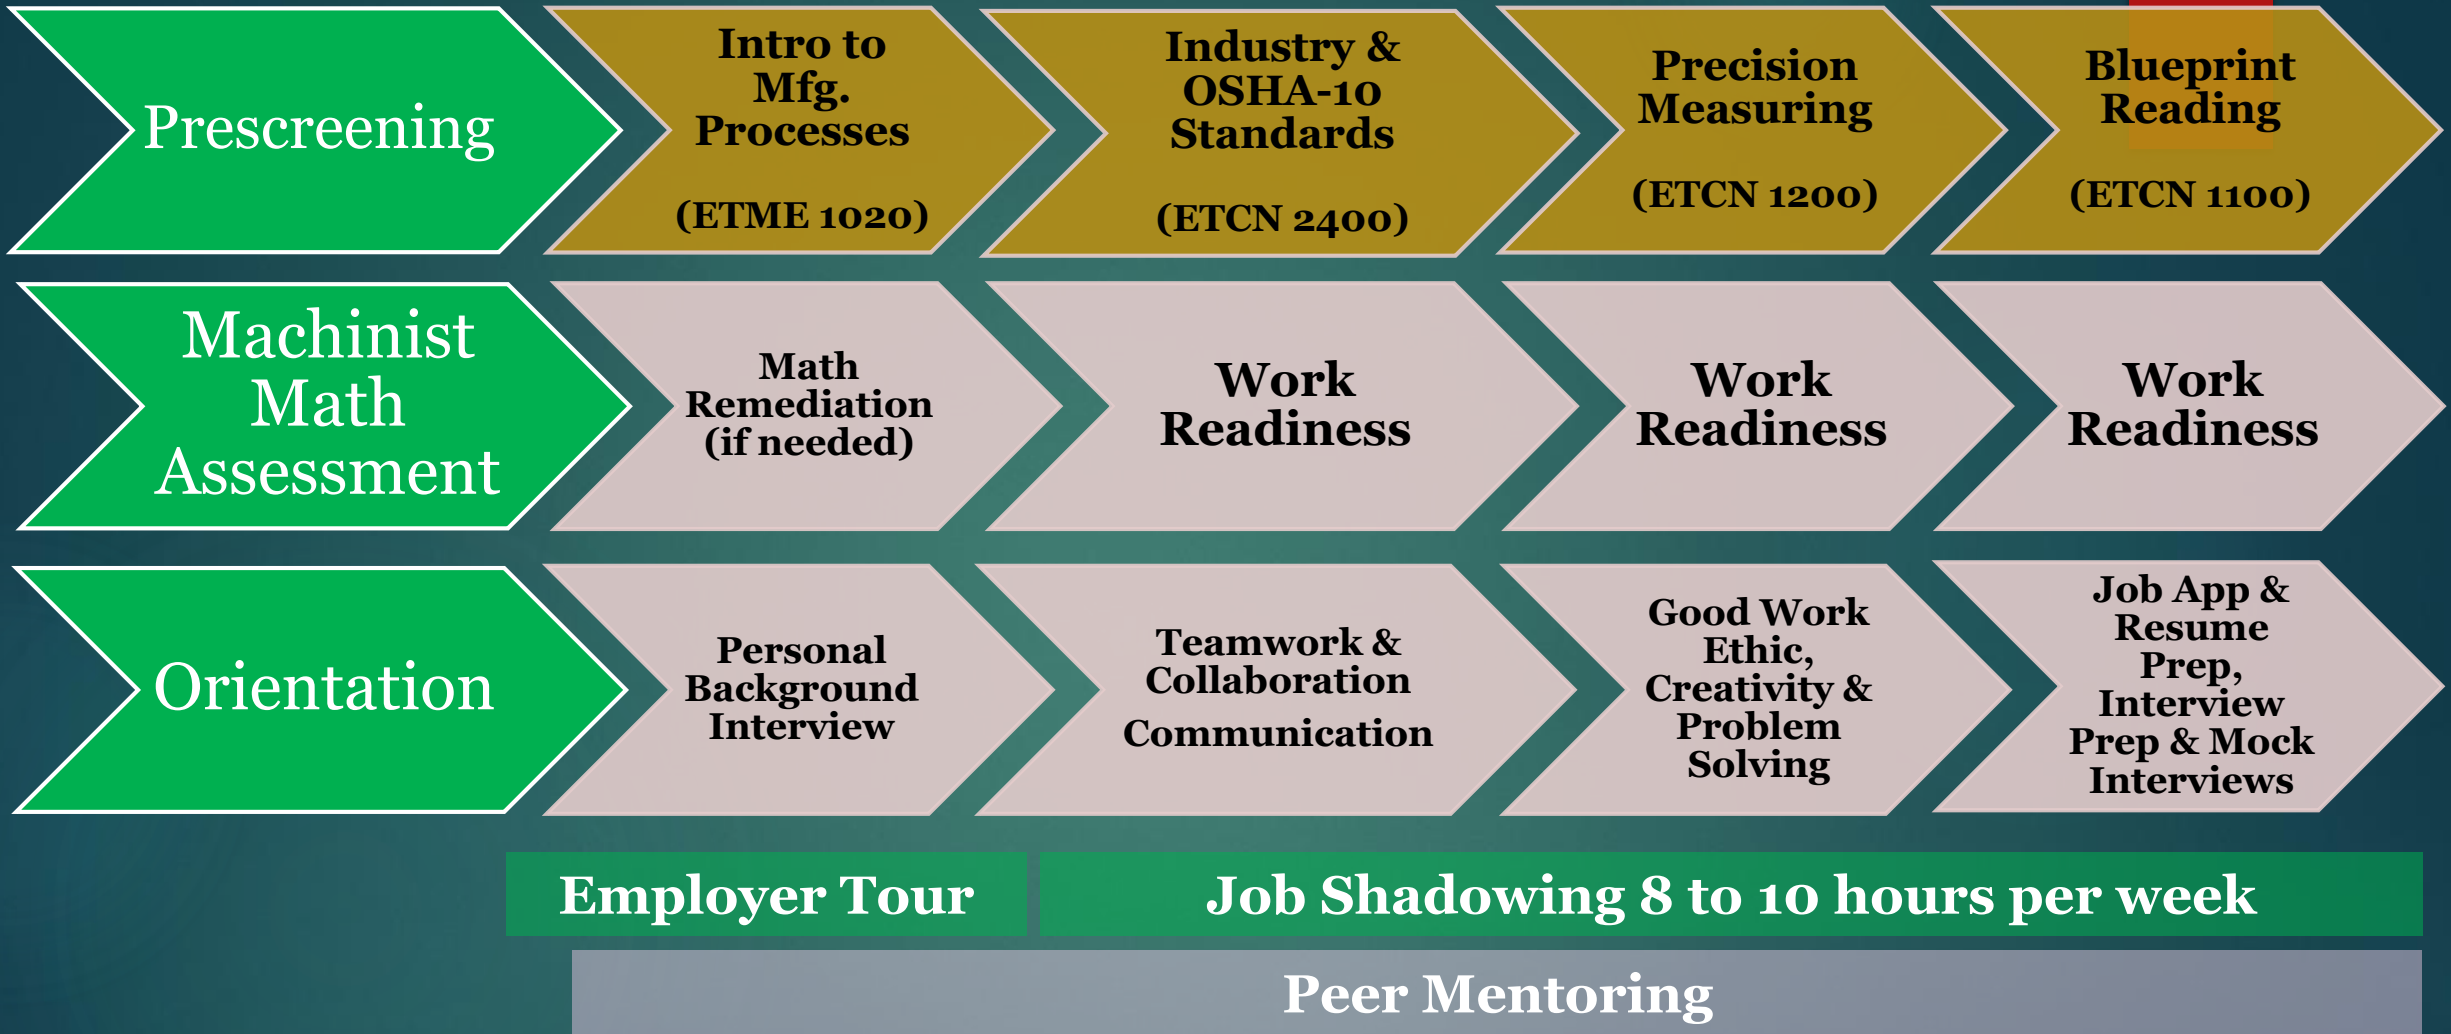 Prescreening
Intro to
Mfg.
Processes
(ETME 1020)
Industry &
OSHA-10
Standards
(ETCN 2400)
Precision
Measuring
(ETCN 1200)
Blueprint
Reading
(ETCN 1100)
Machinist
Math
Assessment
Math
Remediation
(if needed)
Work
Readiness
Work
Readiness
Work
Readiness
Orientation
Personal
Background
Interview
Teamwork &
Collaboration
Communication
Good Work
Ethic,
Creativity &
Problem
Solving
Job App &
Resume
Prep,
Interview
Prep & Mock
Interviews
Employer Tour
Job Shadowing 8 to 10 hours per week
Peer Mentoring